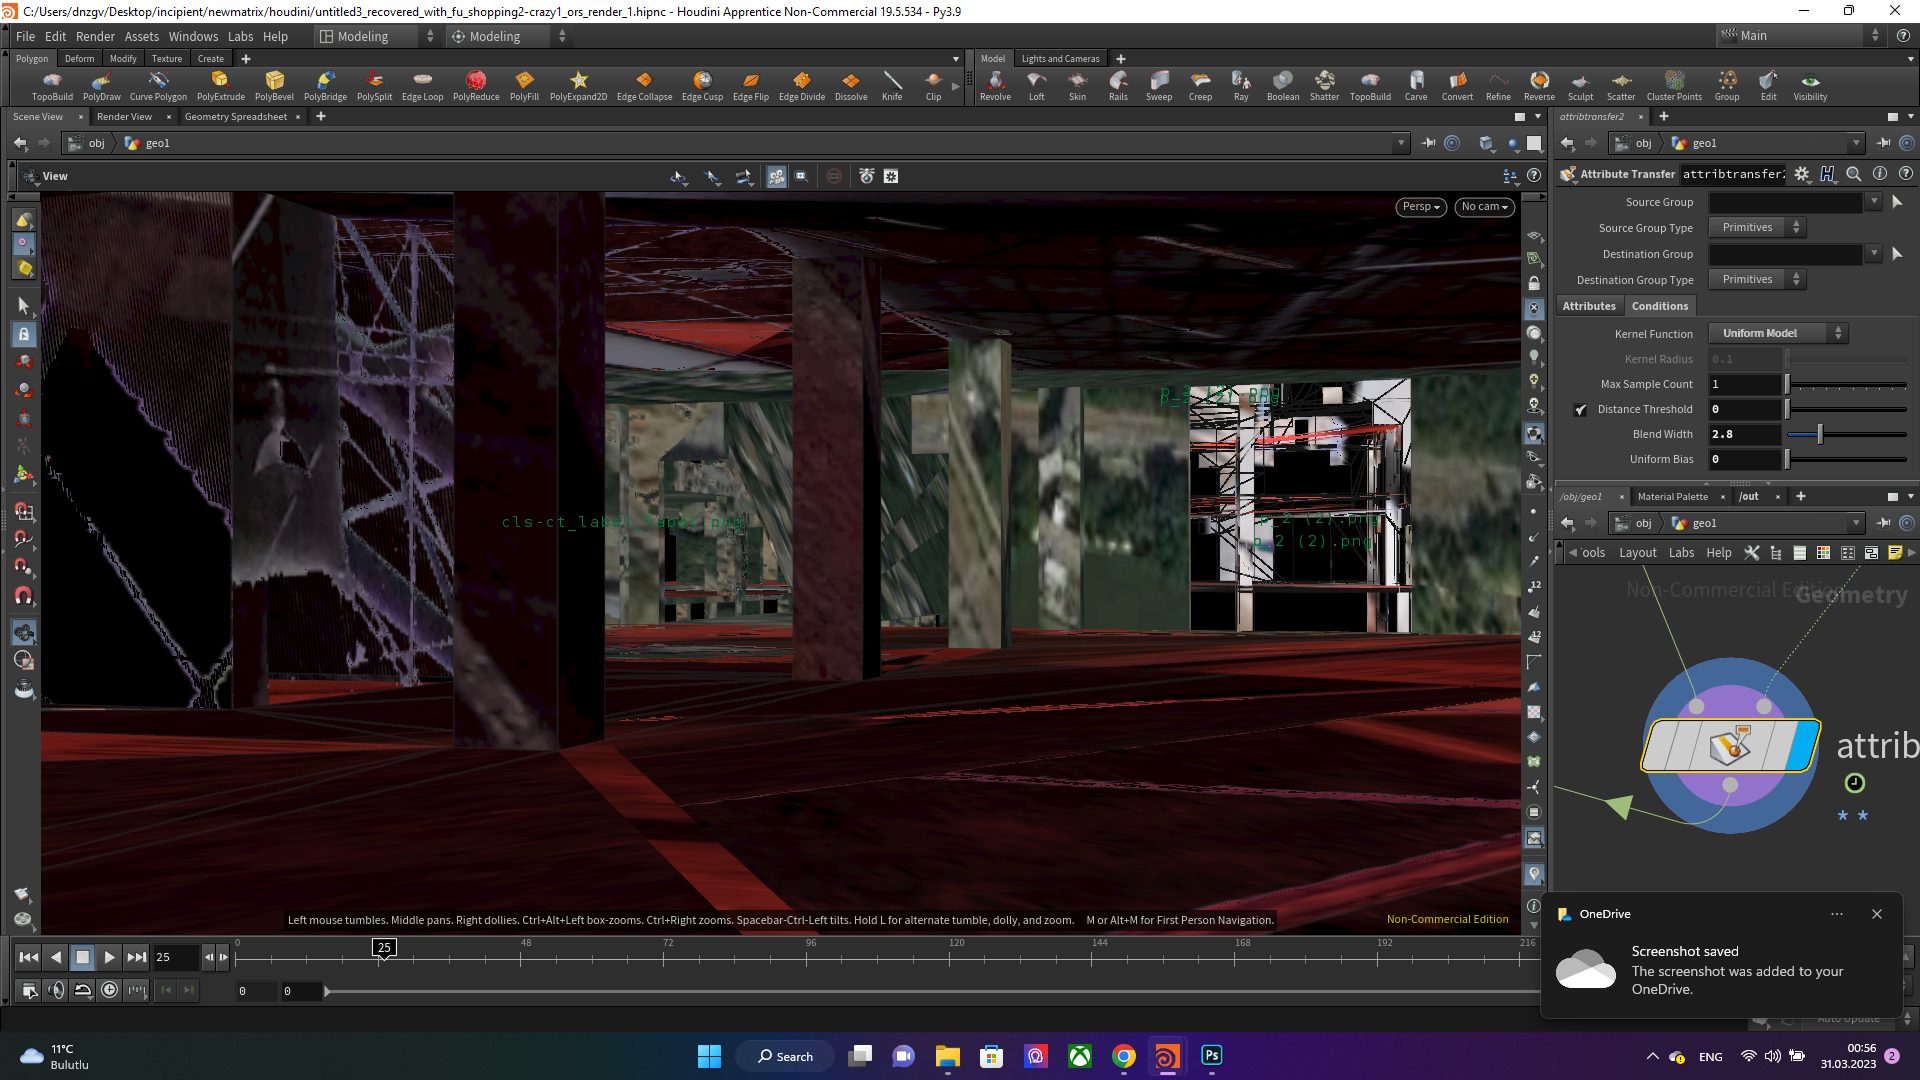 C:/Users/dnzgv/Desktop/incipient/newmatrix/houdini/untitled3_recovered_with_fu_shopping2-crazy1_ors_render_1.hipnc - Houdini Apprentice Non-Commercial 19.5.534 - Py3.9
File Edit Render Assets Windows Labs Help Modeling Modeling Main
Polygon Deform Modify Texture Create Model Lights and Cameras
TopoBuild PolyDraw Curve Polygon PolyExtrude PolyBevel PolyBridge PolySplit Edge Loop PolyReduce PolyFill PolyExpand2D Edge Collapse Edge Cusp Edge Flip Edge Divide Dissolve Knife Clip Revolve Loft Skin Rails Sweep Creep Ray Boolean Shatter TopoBuild Carve Convert Refine Reverse Sculpt Scatter Cluster Points Group Edit Visibility
Scene View Render View Geometry Spreadsheet attribtransfer2
obj geo1 obj geo1
View Attribute Transfer attribtransfer2
Persp No cam
Source Group
Source Group Type Primitives
Destination Group
Destination Group Type Primitives
Attributes Conditions
Kernel Function Uniform Model
Kernel Radius 0.1
Max Sample Count 1
Distance Threshold 0
Blend Width 2.8
Uniform Bias 0
p_2 (2).png
cls-ct_label_label.png
p_2 (2).png
p_2 (2).png
/obj/geo1 Material Palette /out
obj geo1
ools Layout Labs Help
Non-Commercial Edition
Geometry
attrib
12
12
Left mouse tumbles. Middle pans. Right dollies. Ctrl+Alt+Left box-zooms. Ctrl+Right zooms. Spacebar-Ctrl-Left tilts. Hold L for alternate tumble, dolly, and zoom. M or Alt+M for First Person Navigation.
Non-Commercial Edition
OneDrive
Screenshot saved
The screenshot was added to your
OneDrive.
25 0 25 48 72 96 120 144 168 192 216
0 0
Auto Update
11°C
Bulutlu
Search
Ps
ENG
00:56
31.03.2023
2